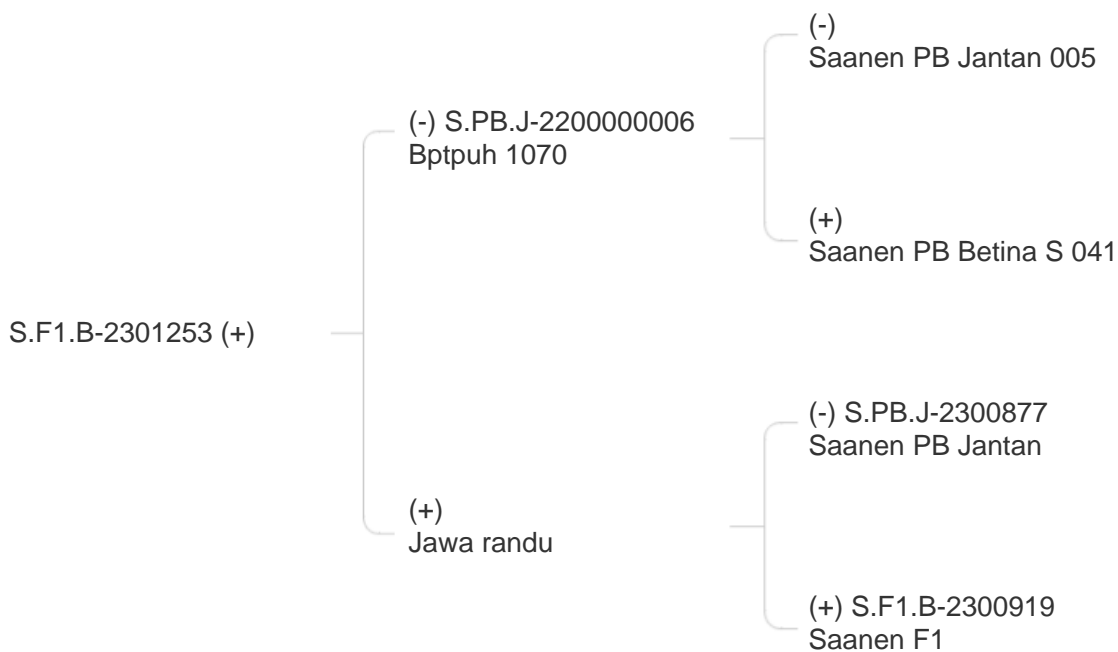 (-)
Saanen PB Jantan 005
(-) S.PB.J-2200000006
Bptpuh 1070
(+)
Saanen PB Betina S 041
S.F1.B-2301253 (+)
(-) S.PB.J-2300877
Saanen PB Jantan
(+)
Jawa randu
(+) S.F1.B-2300919
Saanen F1